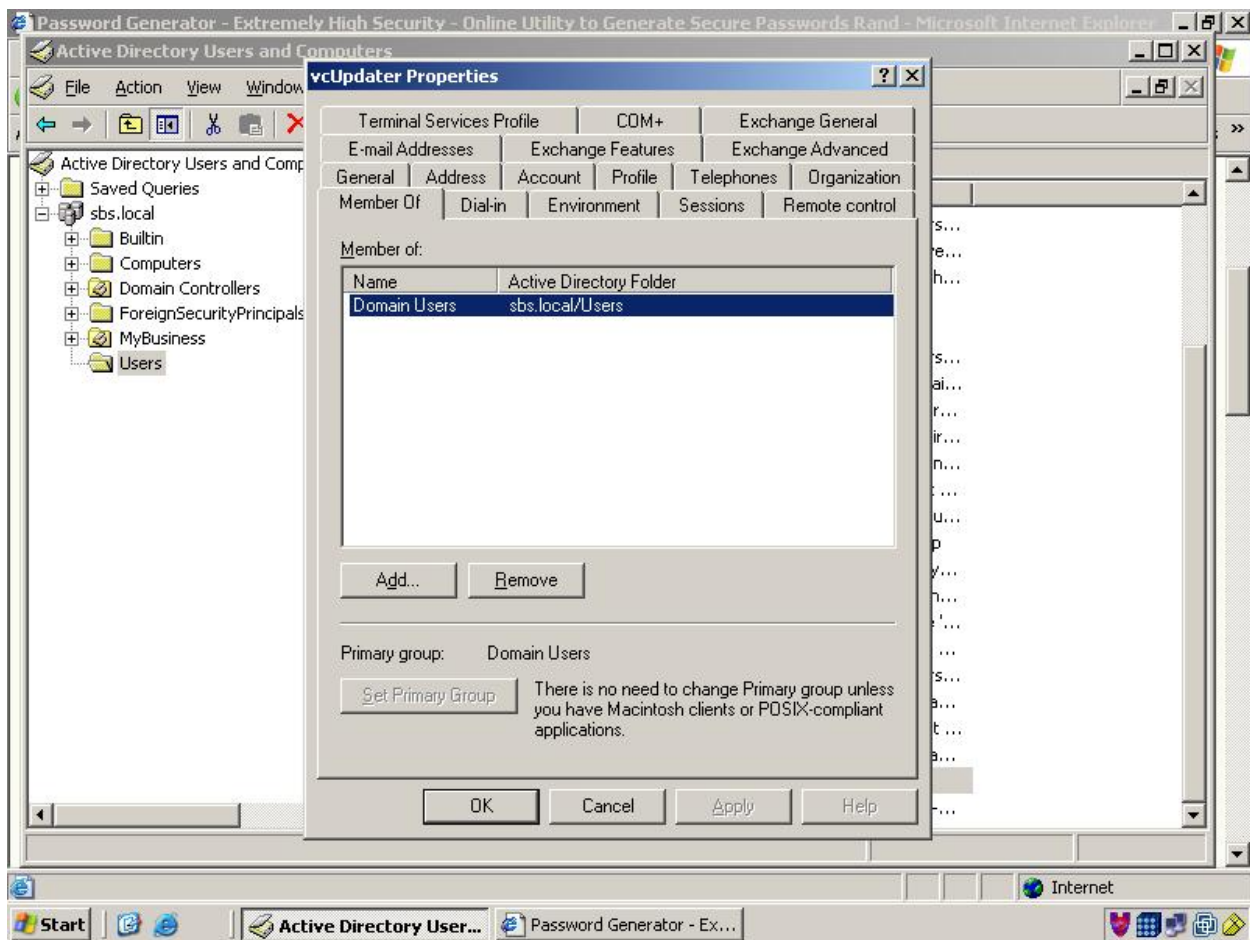 Password Generator - Extremely High Security - Online Utility to Generate Secure Passwords Rand - Microsoft Internet Explorer
Active Directory Users and Computers
File Action View Window
vcUpdater Properties
Terminal Services Profile COM+ Exchange General
E-mail Addresses Exchange Features Exchange Advanced
General Address Account Profile Telephones Organization
Member Of Dial-in Environment Sessions Remote control
Active Directory Users and Comp
Saved Queries
sbs.local
Builtin
Computers
Domain Controllers
ForeignSecurityPrincipals
MyBusiness
Users
Member of:
Name Active Directory Folder
Domain Users sbs.local/Users
Add... Remove
Primary group: Domain Users
Set Primary Group
There is no need to change Primary group unless
you have Macintosh clients or POSIX-compliant
applications.
OK Cancel Apply Help
Internet
Start Active Directory User... Password Generator - Ex...